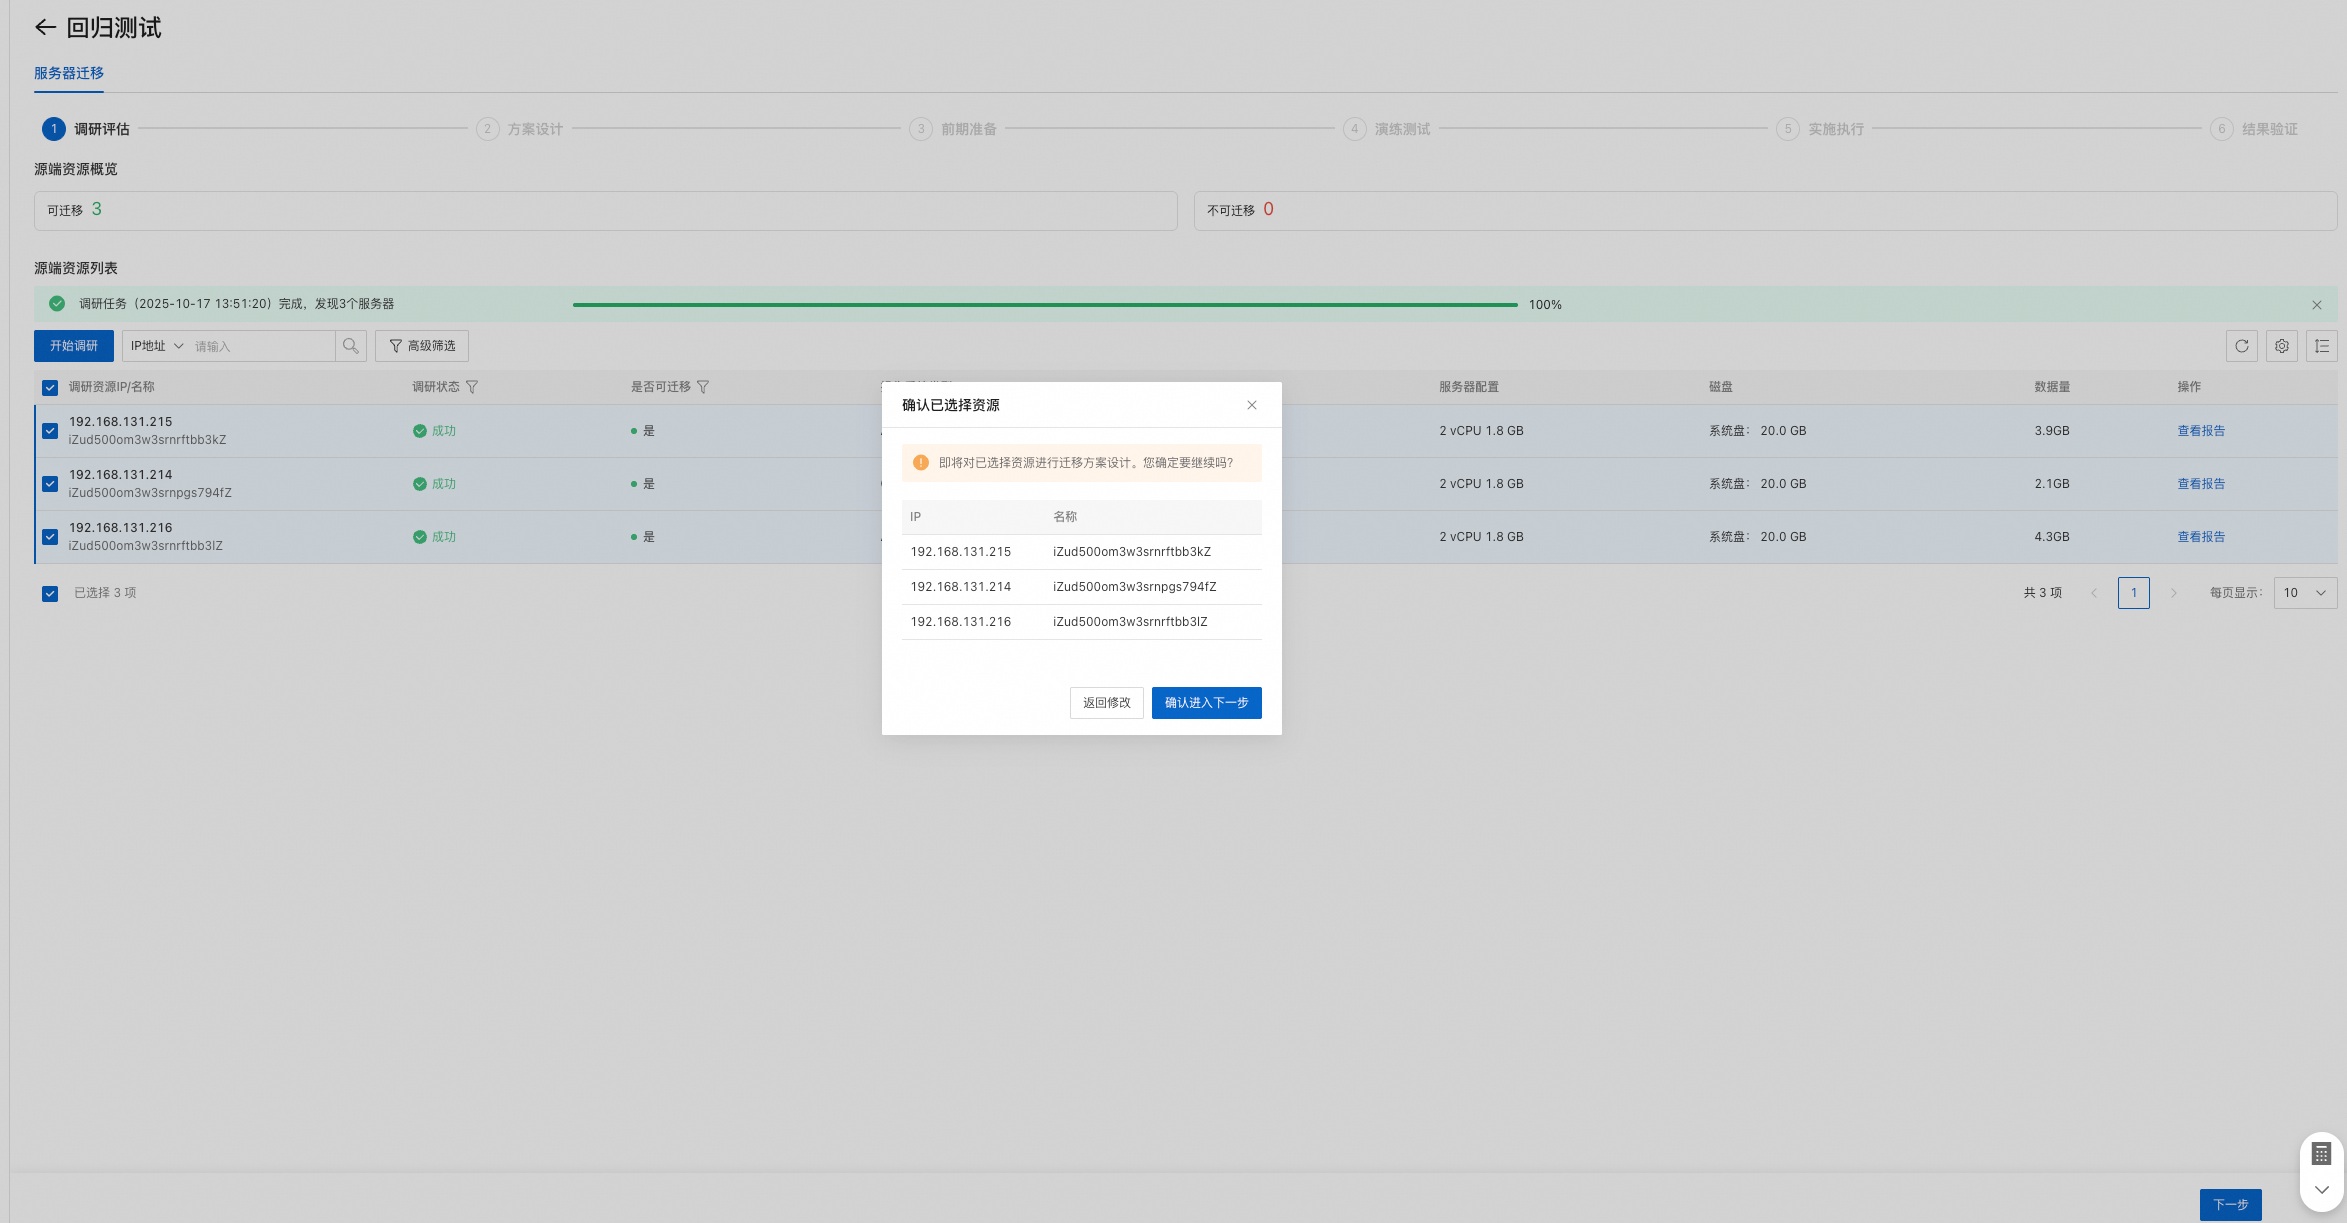 回归测试
服务器迁移
1 调研评估 2 方案设计 3 前期准备 4 演练测试 5 实施执行 6 结果验证
源端资源概览
可迁移 3 不可迁移 0
源端资源列表
调研任务（2025-10-17 13:51:20）完成，发现3个服务器 100%
开始调研 IP地址 请输入 高级筛选
调研资源IP/名称 调研状态 是否可迁移 服务器配置 磁盘 数据量 操作
192.168.131.215
iZud500om3w3srnrftbb3kZ
成功 是 2 vCPU 1.8 GB 系统盘： 20.0 GB 3.9GB 查看报告
192.168.131.214
iZud500om3w3srnpgs794fZ
成功 是 2 vCPU 1.8 GB 系统盘： 20.0 GB 2.1GB 查看报告
192.168.131.216
iZud500om3w3srnrftbb3lZ
成功 是 2 vCPU 1.8 GB 系统盘： 20.0 GB 4.3GB 查看报告
已选择 3 项 共 3 项 1 每页显示： 10
确认已选择资源
即将对已选择资源进行迁移方案设计。您确定要继续吗？
IP 名称
192.168.131.215 iZud500om3w3srnrftbb3kZ
192.168.131.214 iZud500om3w3srnpgs794fZ
192.168.131.216 iZud500om3w3srnrftbb3lZ
返回修改 确认进入下一步
下一步